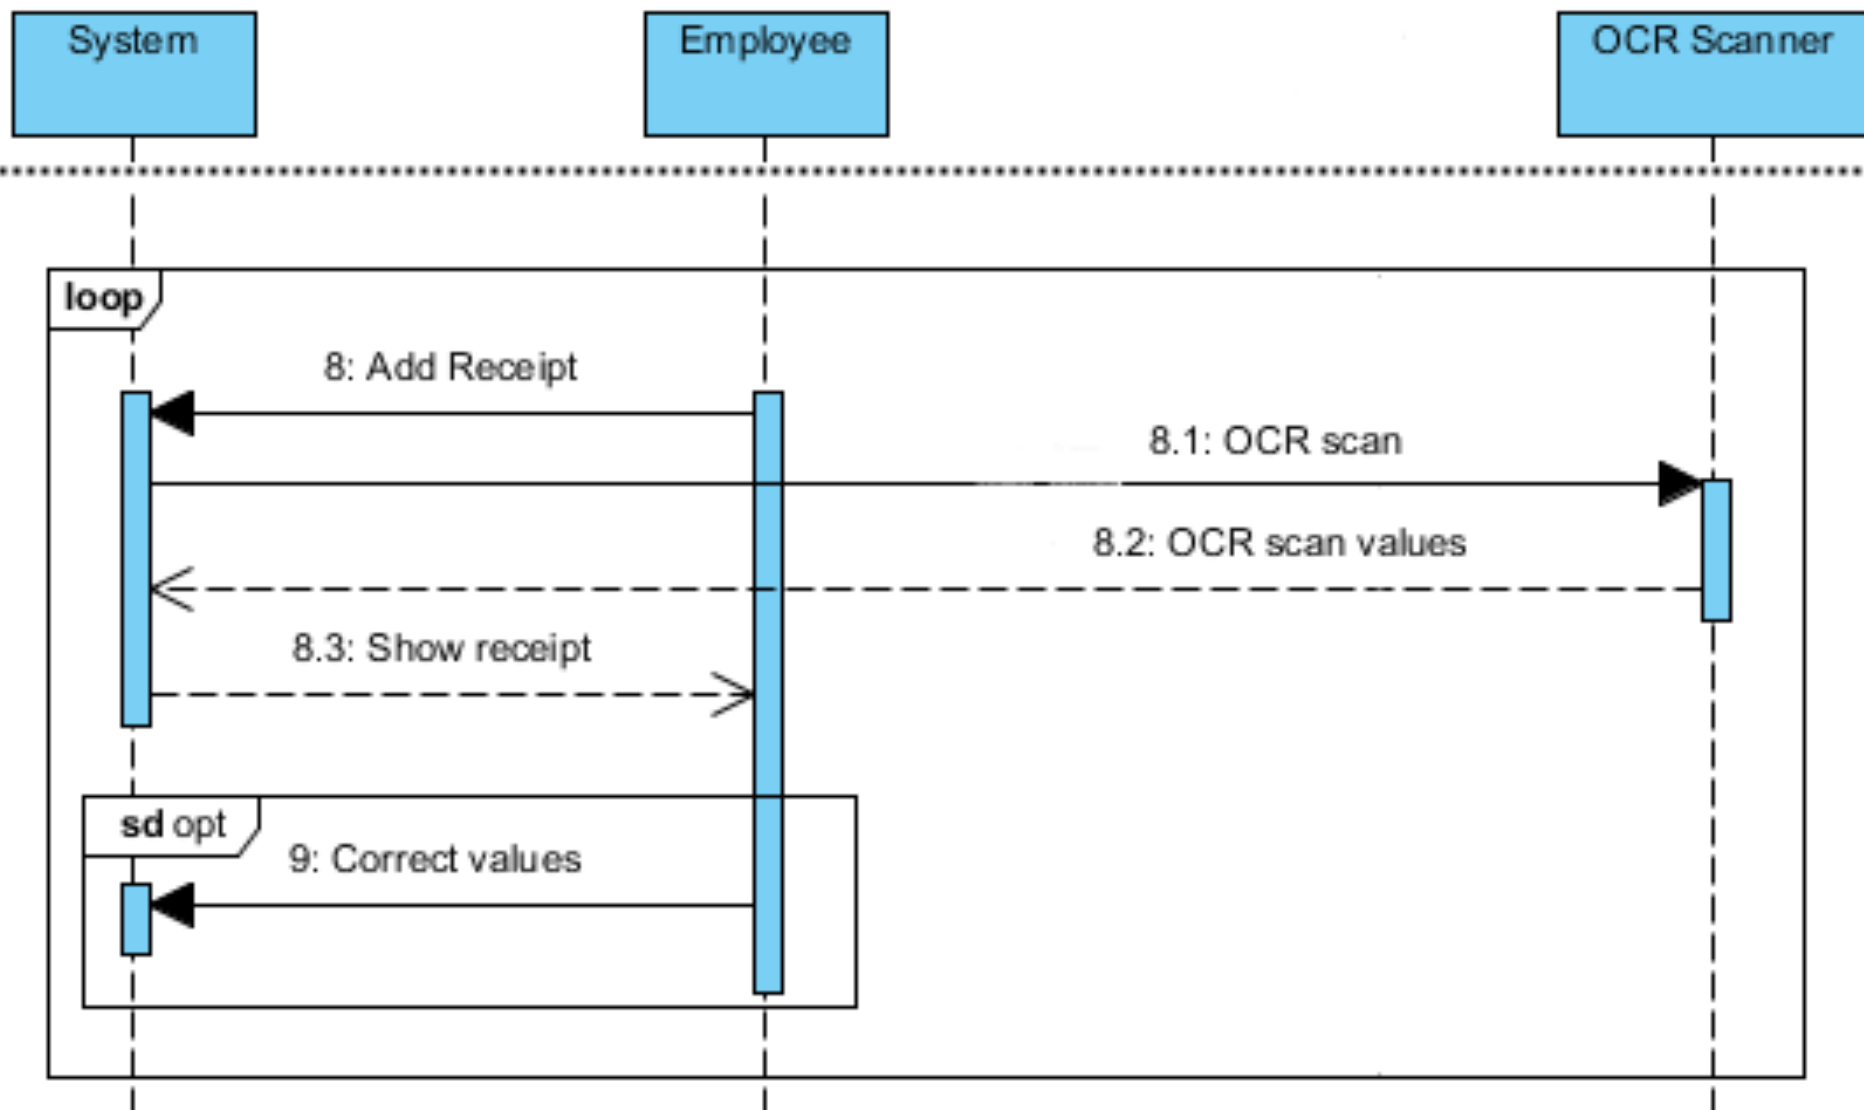 System
Employee
OCR Scanner
loop
8: Add Receipt
8.1: OCR scan
8.2: OCR scan values
8.3: Show receipt
sd opt
9: Correct values